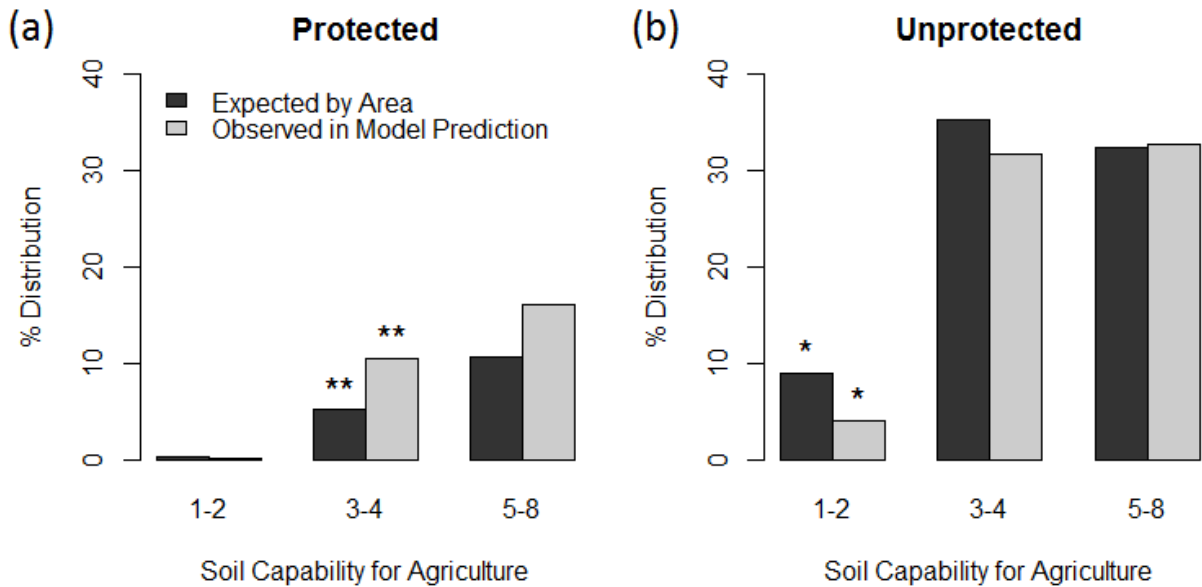 (a) Protected
40
30
20
10
0
% Distribution
Expected by Area
Observed in Model Prediction
**
**
1-2 3-4 5-8
Soil Capability for Agriculture
(b) Unprotected
40
30
20
10
0
% Distribution
*
*
1-2 3-4 5-8
Soil Capability for Agriculture